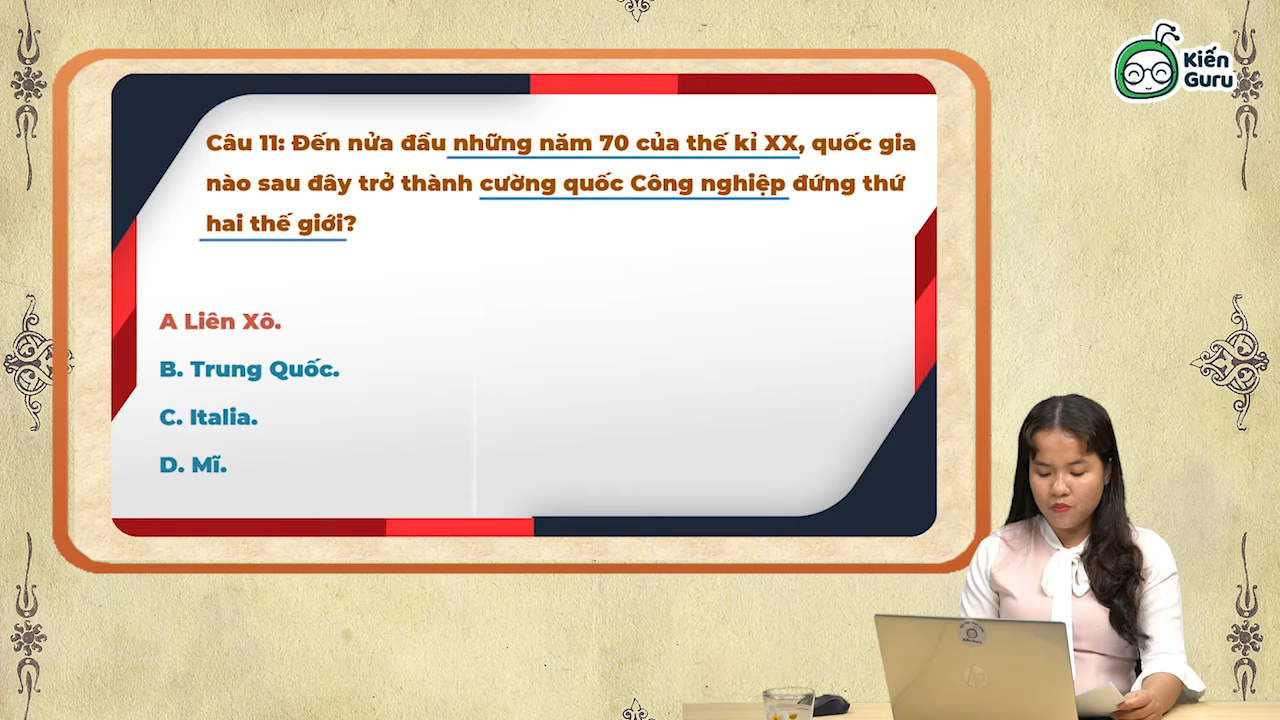 Kiến
Guru
Câu 11: Đến nửa đầu những năm 70 của thế kỉ XX, quốc gia
nào sau đây trở thành cường quốc Công nghiệp đứng thứ
hai thế giới?
A Liên Xô.
B. Trung Quốc.
C. Italia.
D. Mĩ.
hp